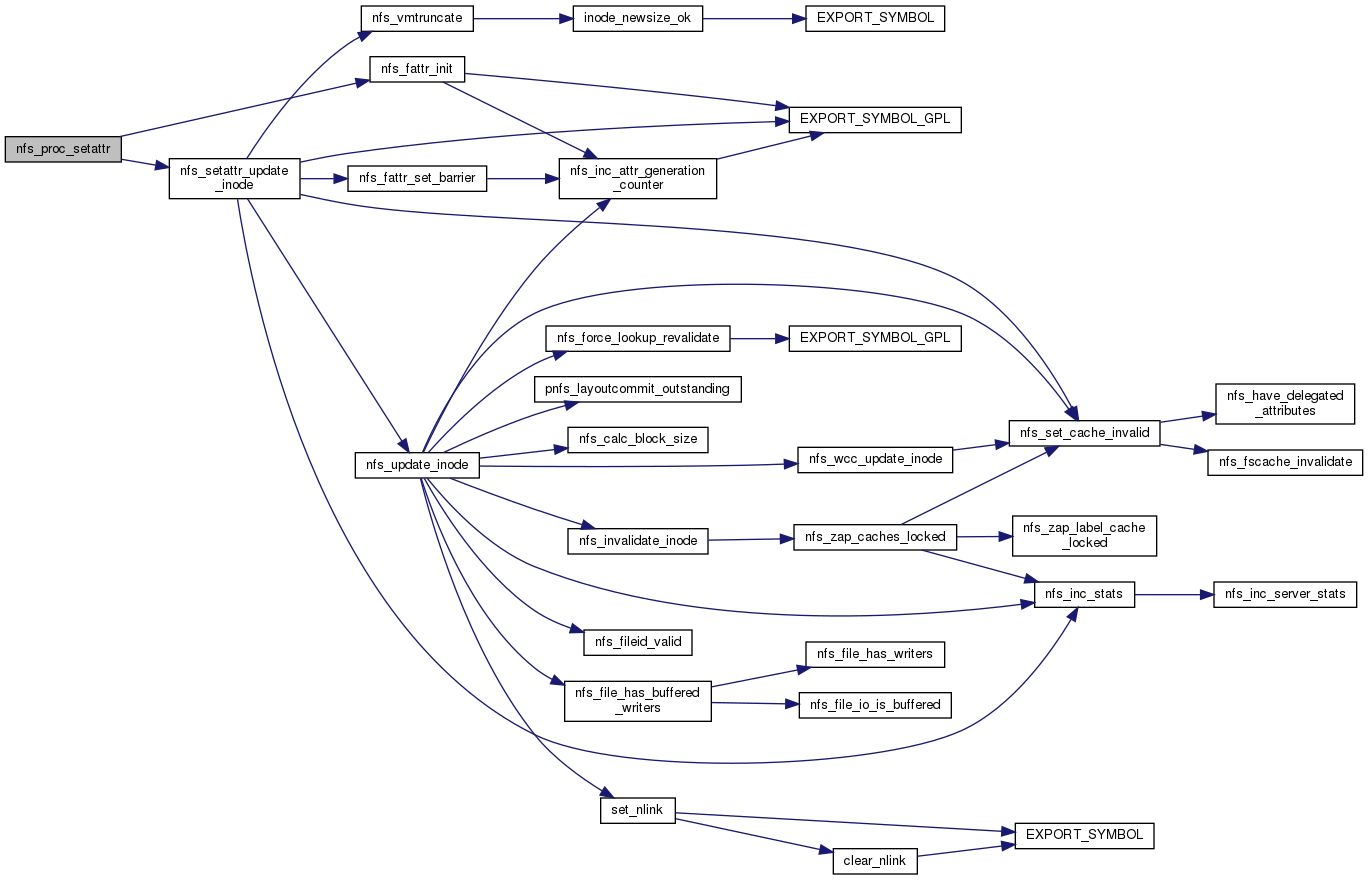 nfs_vmtruncate
inode_newsize_ok
EXPORT_SYMBOL
nfs_fattr_init
EXPORT_SYMBOL_GPL
nfs_proc_setattr
nfs_setattr_update
_inode
nfs_fattr_set_barrier
nfs_inc_attr_generation
_counter
nfs_force_lookup_revalidate
EXPORT_SYMBOL_GPL
pnfs_layoutcommit_outstanding
nfs_have_delegated
_attributes
nfs_calc_block_size
nfs_set_cache_invalid
nfs_update_inode
nfs_wcc_update_inode
nfs_fscache_invalidate
nfs_invalidate_inode
nfs_zap_caches_locked
nfs_zap_label_cache
_locked
nfs_inc_stats
nfs_inc_server_stats
nfs_fileid_valid
nfs_file_has_writers
nfs_file_has_buffered
_writers
nfs_file_io_is_buffered
set_nlink
EXPORT_SYMBOL
clear_nlink